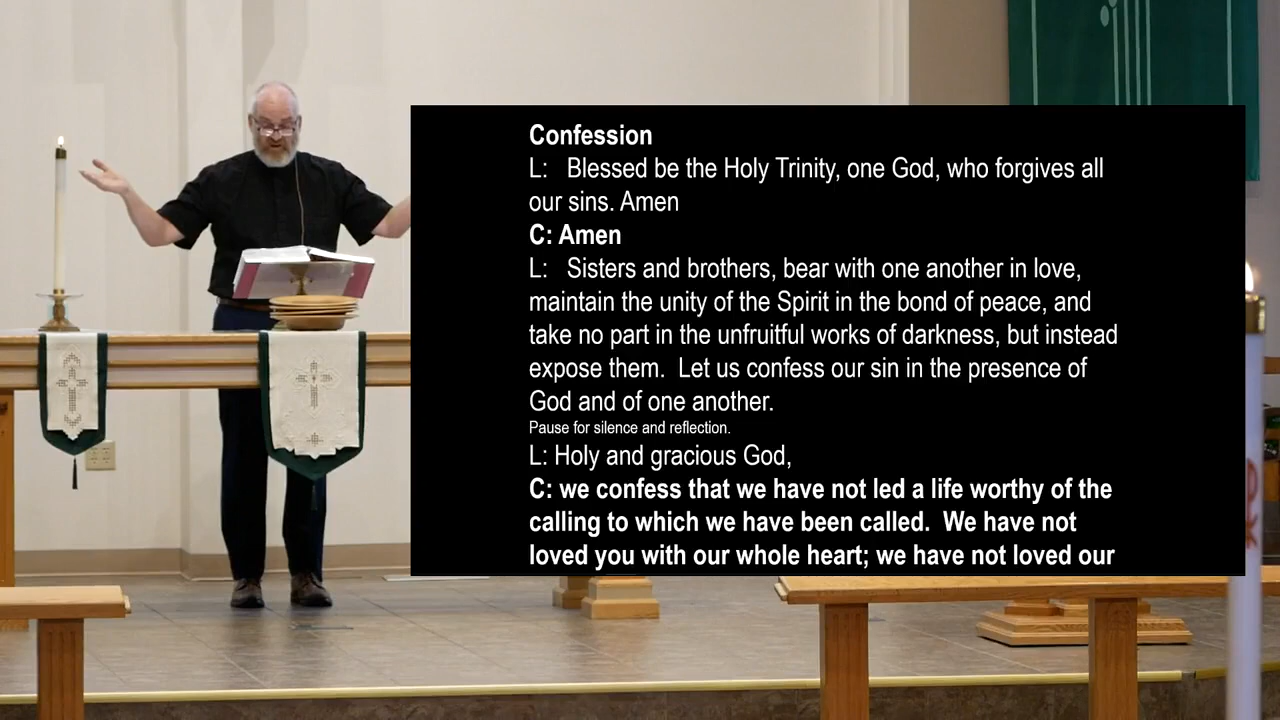 Confession
L:   Blessed be the Holy Trinity, one God, who forgives all
our sins. Amen
C: Amen
L:   Sisters and brothers, bear with one another in love,
maintain the unity of the Spirit in the bond of peace, and
take no part in the unfruitful works of darkness, but instead
expose them.  Let us confess our sin in the presence of
God and of one another.
Pause for silence and reflection.
L: Holy and gracious God,
C: we confess that we have not led a life worthy of the
calling to which we have been called.  We have not
loved you with our whole heart; we have not loved our